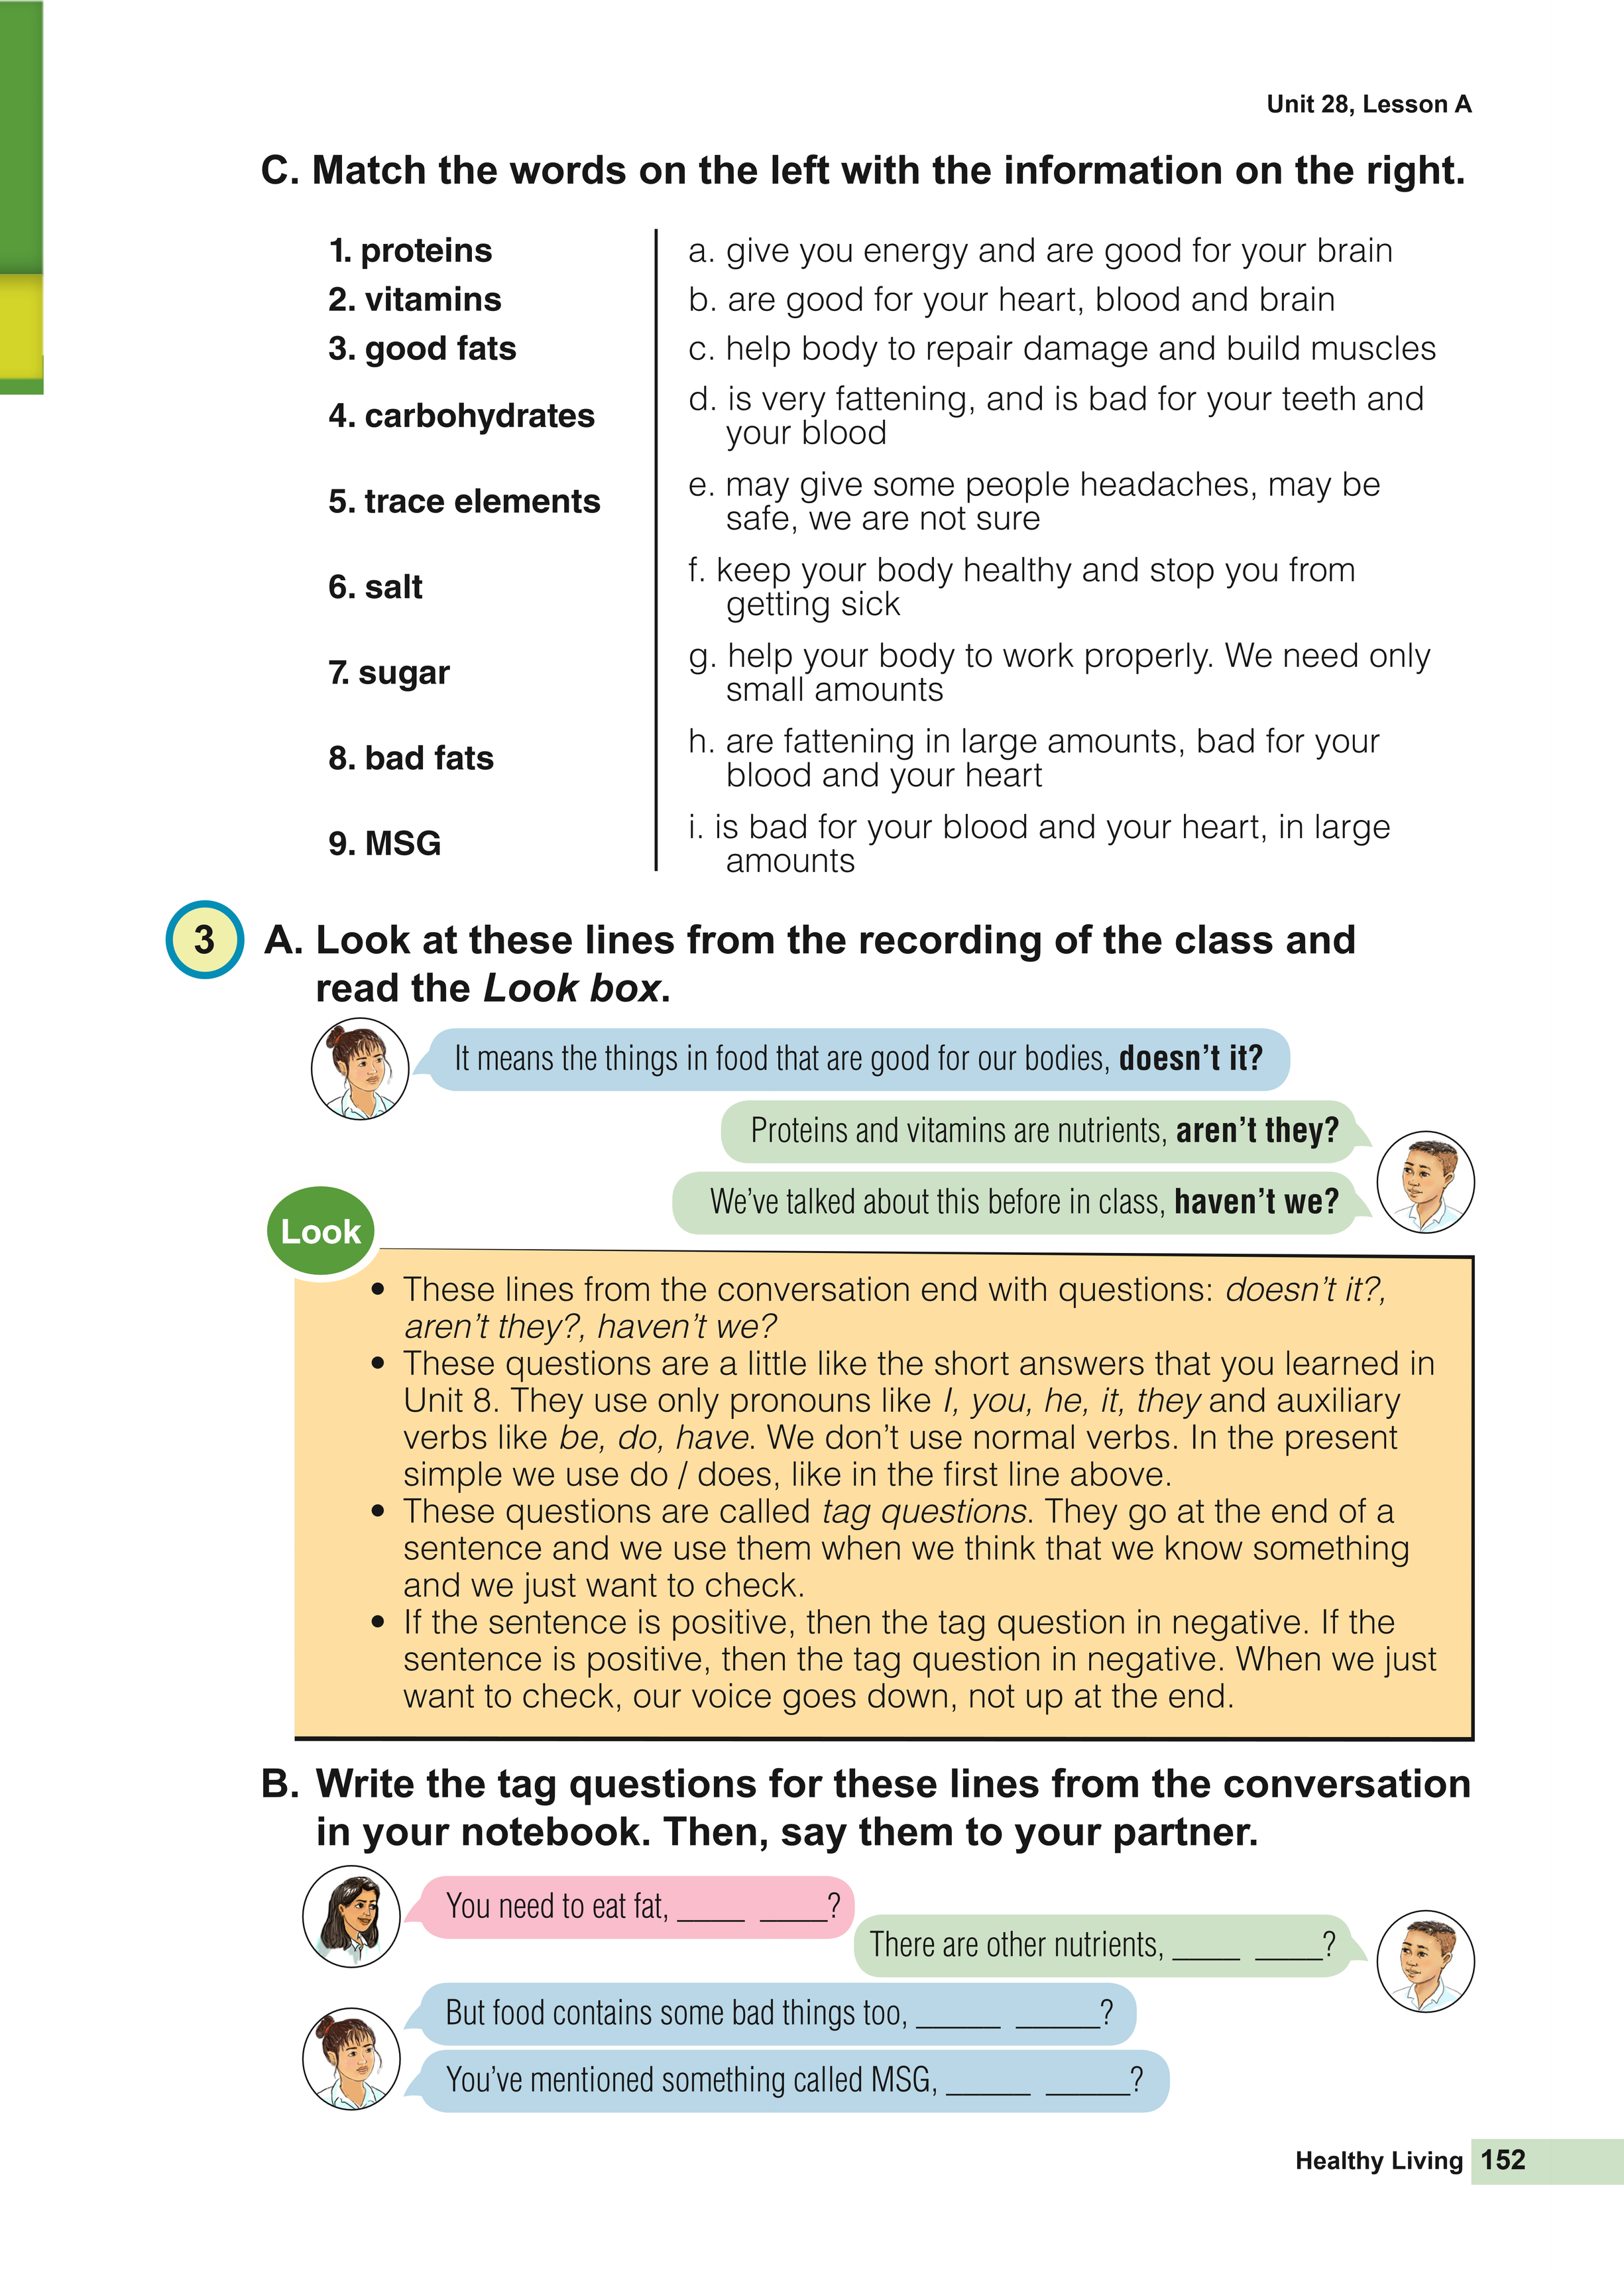 Unit 28, Lesson A
C. Match the words on the left with the information on the right.
1. proteins
2. vitamins
3. good fats
4. carbohydrates
5. trace elements
6. salt
7. sugar
8. bad fats
9. MSG
a. give you energy and are good for your brain
b. are good for your heart, blood and brain
c. help body to repair damage and build muscles
d. is very fattening, and is bad for your teeth and
your blood
e. may give some people headaches, may be
safe, we are not sure
f. keep your body healthy and stop you from
getting sick
g. help your body to work properly. We need only
small amounts
h. are fattening in large amounts, bad for your
blood and your heart
i. is bad for your blood and your heart, in large
amounts
3
A. Look at these lines from the recording of the class and
read the Look box.
It means the things in food that are good for our bodies, doesn't it?
Proteins and vitamins are nutrients, aren't they?
We've talked about this before in class, haven't we?
Look
• These lines from the conversation end with questions: doesn't it?,
aren't they?, haven't we?
• These questions are a little like the short answers that you learned in
Unit 8. They use only pronouns like I, you, he, it, they and auxiliary
verbs like be, do, have. We don't use normal verbs. In the present
simple we use do / does, like in the first line above.
• These questions are called tag questions. They go at the end of a
sentence and we use them when we think that we know something
and we just want to check.
• If the sentence is positive, then the tag question in negative. If the
sentence is positive, then the tag question in negative. When we just
want to check, our voice goes down, not up at the end.
B. Write the tag questions for these lines from the conversation
in your notebook. Then, say them to your partner.
You need to eat fat, ____ ____?
There are other nutrients, ____ ____?
But food contains some bad things too, _____ _____?
You've mentioned something called MSG, _____ _____?
Healthy Living 152